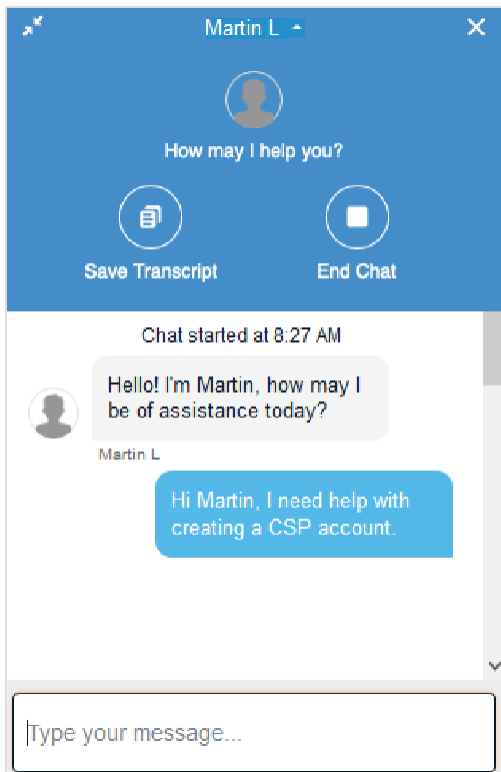 Martin L
How may I help you?
Save Transcript
End Chat
Chat started at 8:27 AM
Hello! I'm Martin, how may I
be of assistance today?
Martin L
Hi Martin, I need help with
creating a CSP account.
Type your message...